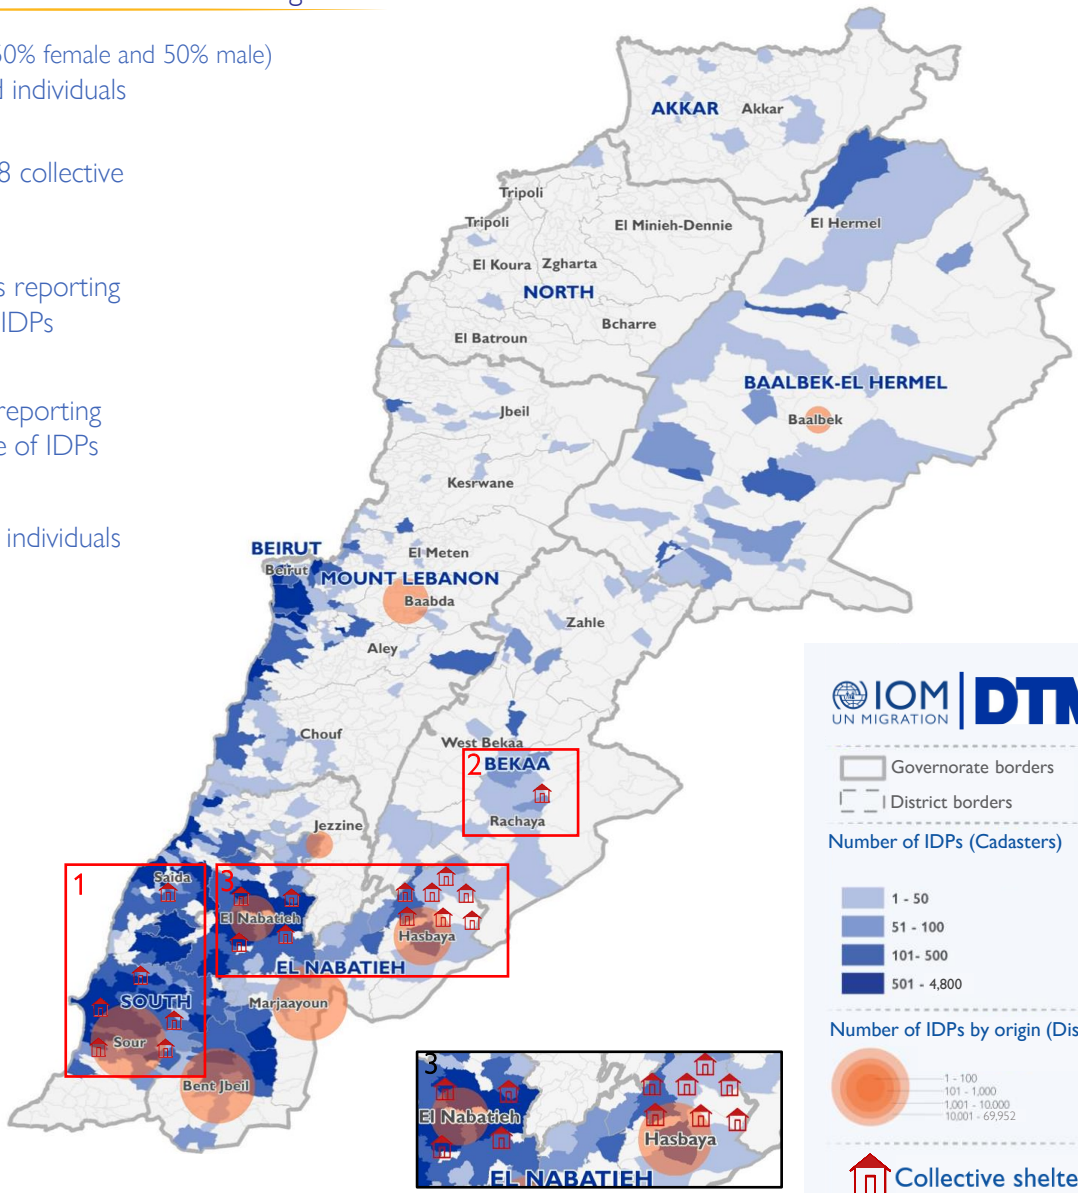 50% female and 50% male)
individuals
8 collective
s reporting
IDPs
reporting
e of IDPs
individuals
AKKAR
Akkar
Tripoli
Tripoli
El Minieh-Dennie
El Hermel
El Koura
Zgharta
NORTH
Bcharre
El Batroun
BAALBEK-EL HERMEL
Baalbek
Jbeil
Kesrwane
BEIRUT
Beirut
El Meten
MOUNT LEBANON
Baabda
Zahle
Aley
Chouf
West Bekaa
2
BEKAA
Rachaya
Jezzine
1
Saida
3
El Nabatieh
Hasbaya
EL NABATIEH
SOUTH
Marjaayoun
Sour
Bent Jbeil
3
El Nabatieh
Hasbaya
EL NABATIEH
IOM
UN MIGRATION
DTM
Governorate borders
District borders
Number of IDPs (Cadasters)
1 - 50
51 - 100
101- 500
501 - 4,800
Number of IDPs by origin (Dis
1 - 100
101 - 1,000
1,001 - 10,000
10,001 - 69,952
Collective shelte